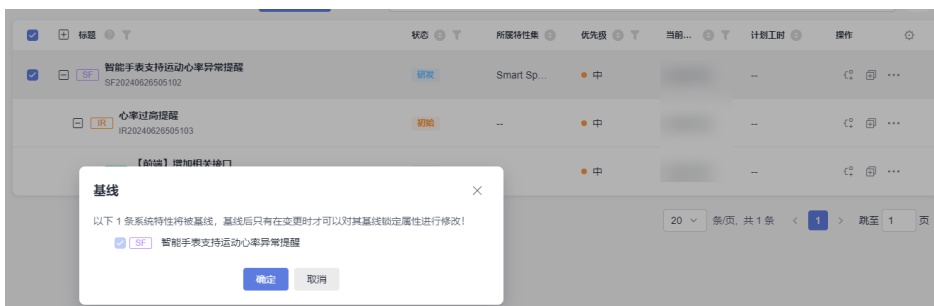 标题 状态 所属特性集 优先级 当前... 计划工时 操作
SF 智能手表支持运动心率异常提醒 研发 Smart Sp... 中 --
SF20240626505102
IR 心率过高提醒 初始 -- 中 --
IR20240626505103
【前端】增加相关接口 中 --
基线
以下 1 条系统特性将被基线，基线后只有在变更时才可以对其基线锁定属性进行修改！
SF 智能手表支持运动心率异常提醒
确定 取消
20 条/页, 共 1 条 < 1 > 跳至 1 页